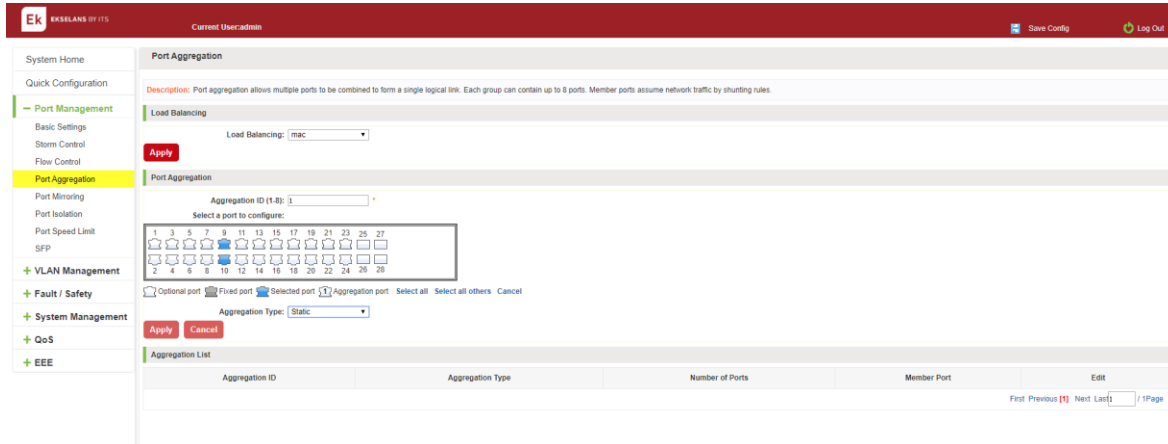 Ek EKSELANS BY ITS
Current User:admin
Save Config
Log Out
System Home
Quick Configuration
Port Management
Basic Settings
Storm Control
Flow Control
Port Aggregation
Port Mirroring
Port Isolation
Port Speed Limit
SFP
VLAN Management
Fault / Safety
System Management
QoS
EEE
Port Aggregation
Description: Port aggregation allows multiple ports to be combined to form a single logical link. Each group can contain up to 8 ports. Member ports assume network traffic by shunting rules.
Load Balancing
Load Balancing: mac
Apply
Port Aggregation
Aggregation ID (1-8): 1 *
Select a port to configure:
1 3 5 7 9 11 13 15 17 19 21 23 25 27
2 4 6 8 10 12 14 16 18 20 22 24 26 28
Optional port Fixed port Selected port 1 Aggregation port Select all Select all others Cancel
Aggregation Type: Static
Apply Cancel
Aggregation List
Aggregation ID Aggregation Type Number of Ports Member Port Edit
First Previous [1] Next Last 1 / 1Page